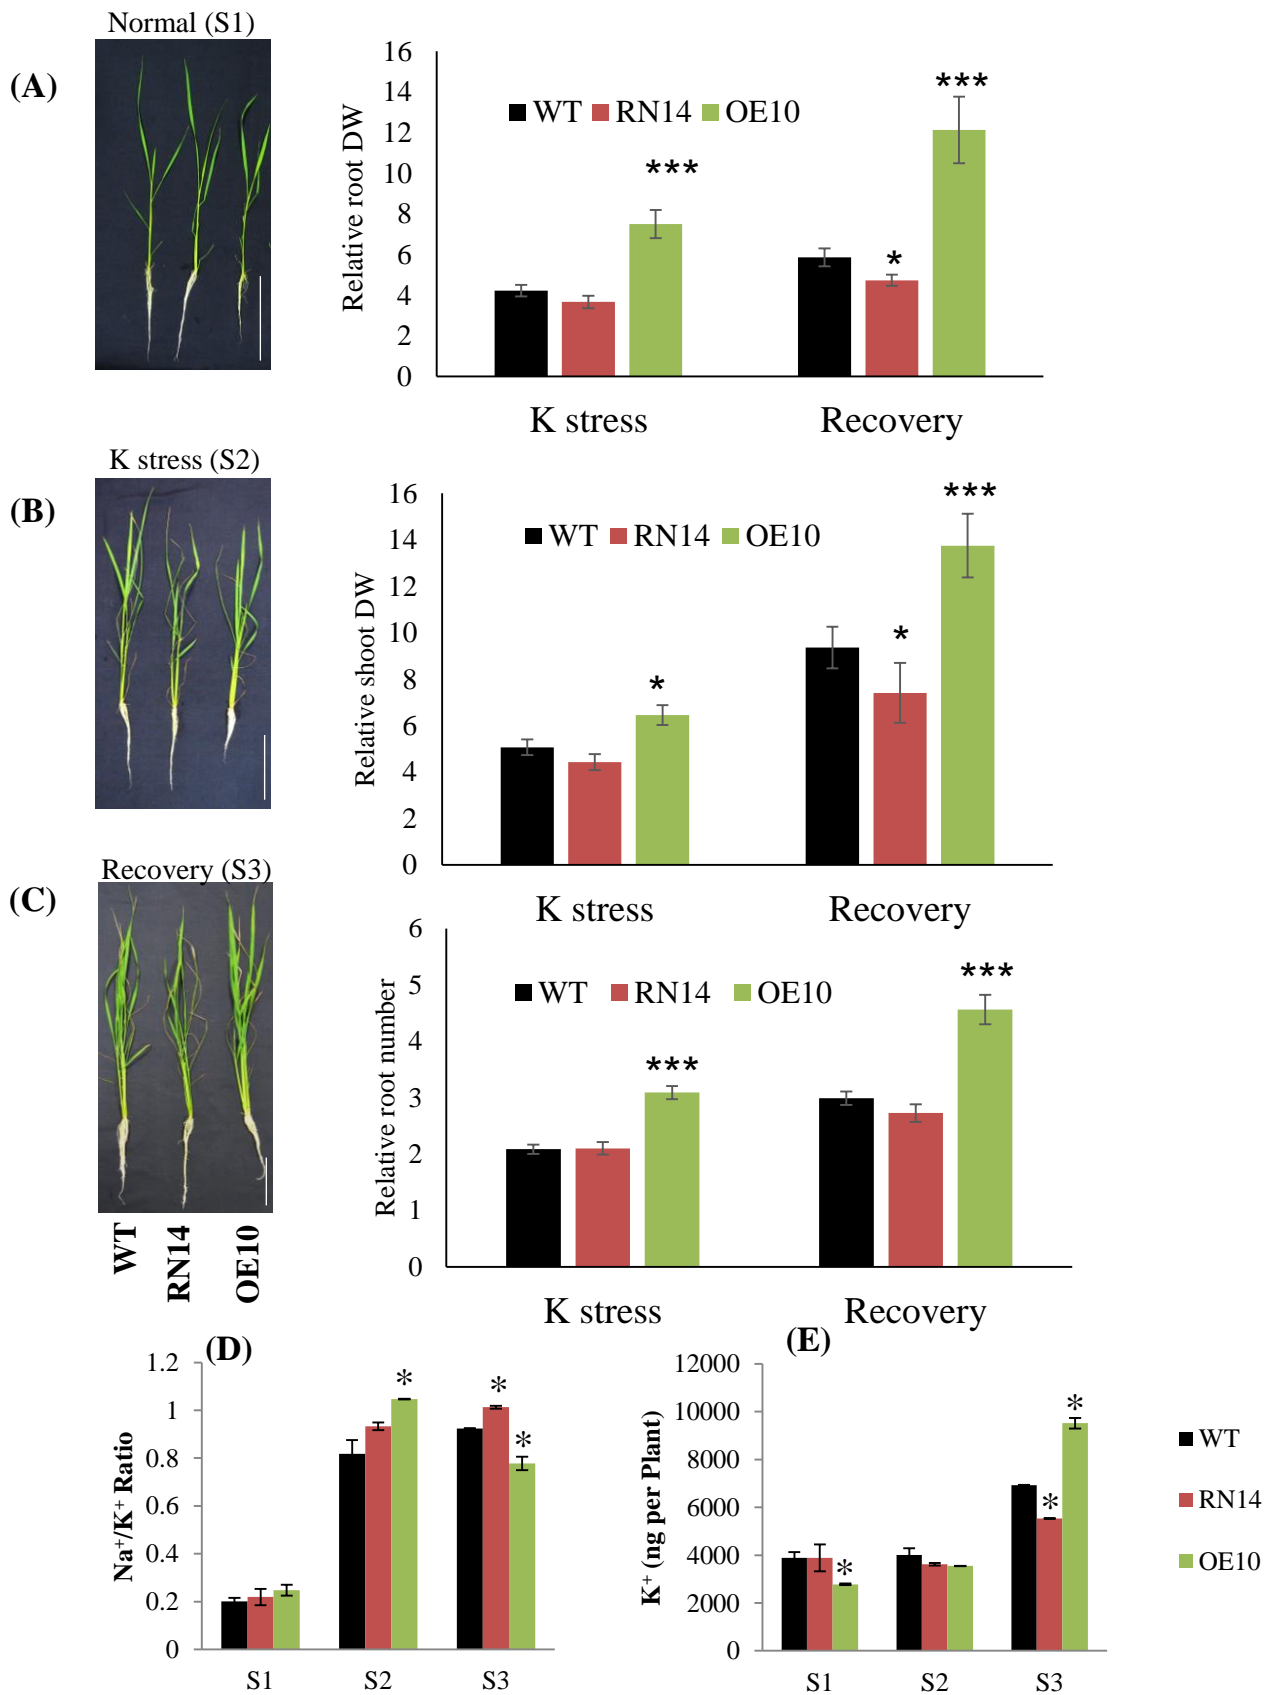 Normal (S1)
(A)
Relative root DW
16
14
12
10
8
6
4
2
0
WT RN14 OE10
***
*
***
K stress Recovery
K stress (S2)
(B)
Relative shoot DW
16
14
12
10
8
6
4
2
0
WT RN14 OE10
*
*
***
K stress Recovery
Recovery (S3)
(C)
WT RN14 OE10
Relative root number
6
5
4
3
2
1
0
WT RN14 OE10
***
***
K stress Recovery
(D)
Na⁺/K⁺ Ratio
1.2
1
0.8
0.6
0.4
0.2
0
*
*
*
S1 S2 S3
(E)
K⁺ (ng per Plant)
12000
10000
8000
6000
4000
2000
0
*
*
*
S1 S2 S3
WT
RN14
OE10